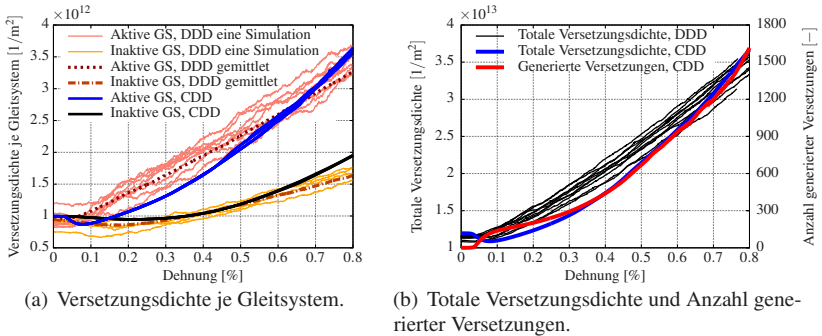 4 x 10^12
3.5
3
2.5
2
1.5
1
0.5
Versetzungsdichte je Gleitsystem [1/m^2]
Aktive GS, DDD eine Simulation
Inaktive GS, DDD eine Simulation
Aktive GS, DDD gemittlet
Inaktive GS, DDD gemittlet
Aktive GS, CDD
Inaktive GS, CDD
0 0.1 0.2 0.3 0.4 0.5 0.6 0.7 0.8
Dehnung [%]
(a) Versetzungsdichte je Gleitsystem.
4 x 10^13
3.5
3
2.5
2
1.5
1
Totale Versetzungsdichte [1/m^2]
Totale Versetzungsdichte, DDD
Totale Versetzungsdichte, CDD
Generierte Versetzungen, CDD
1800
1500
1200
900
600
300
0
Anzahl generierter Versetzungen [−]
0 0.1 0.2 0.3 0.4 0.5 0.6 0.7 0.8
Dehnung [%]
(b) Totale Versetzungsdichte und Anzahl gene-
rierter Versetzungen.